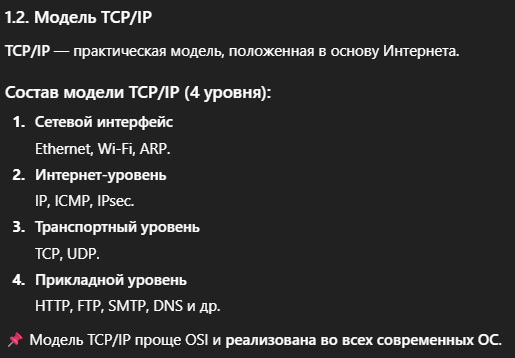 1.2. Модель TCP/IP
TCP/IP — практическая модель, положенная в основу Интернета.
Состав модели TCP/IP (4 уровня):
1. Сетевой интерфейс
Ethernet, Wi-Fi, ARP.
2. Интернет-уровень
IP, ICMP, IPsec.
3. Транспортный уровень
TCP, UDP.
4. Прикладной уровень
HTTP, FTP, SMTP, DNS и др.
📌 Модель TCP/IP проще OSI и реализована во всех современных ОС.